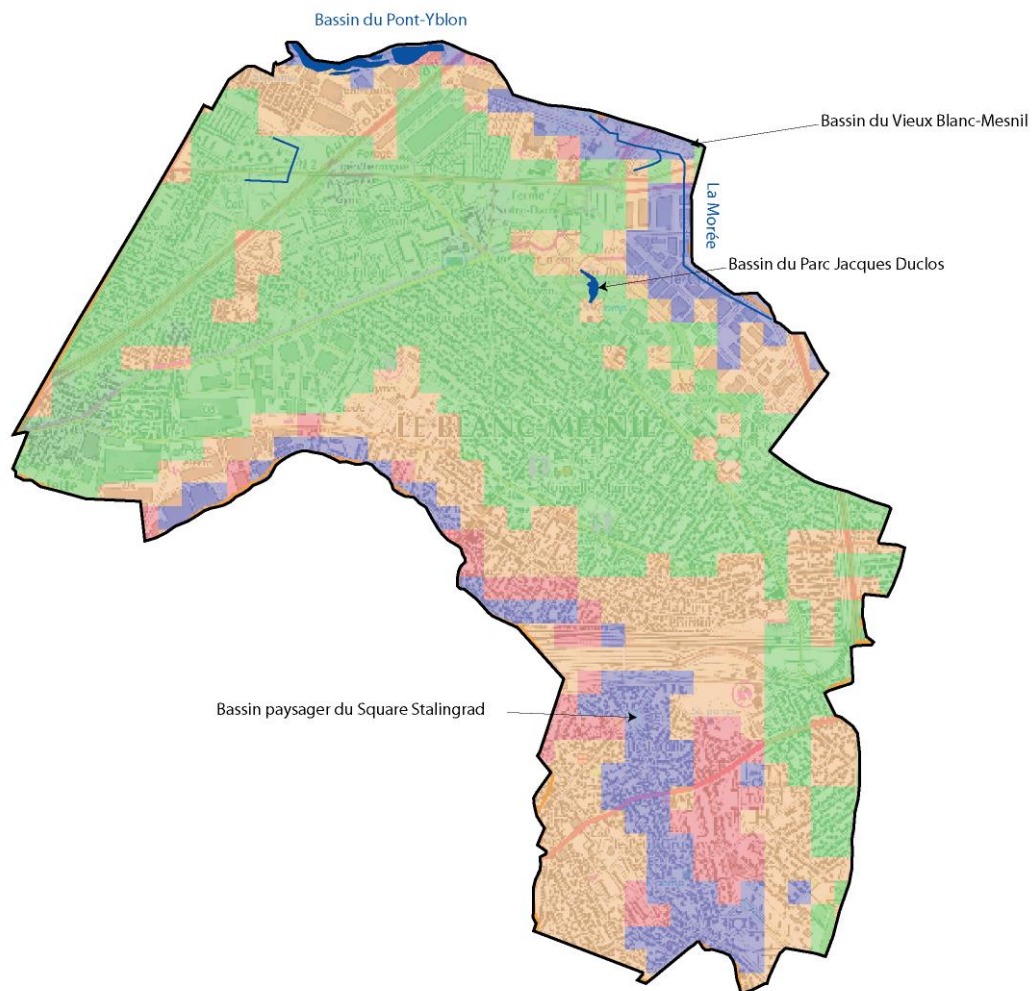 Bassin du Pont-Yblon
Bassin du Vieux Blanc-Mesnil
La Morée
Bassin du Parc Jacques Duclos
LE BLANC-MESNIL
Bassin paysager du Square Stalingrad